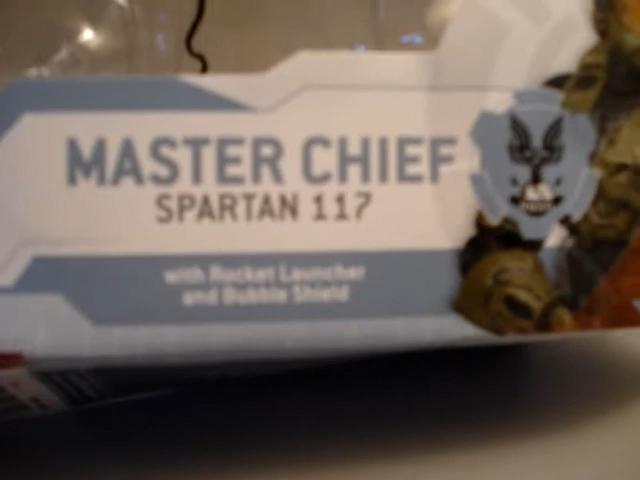 MASTER CHIEF
SPARTAN 117
with Rocket Launcher
and Bubble Shield